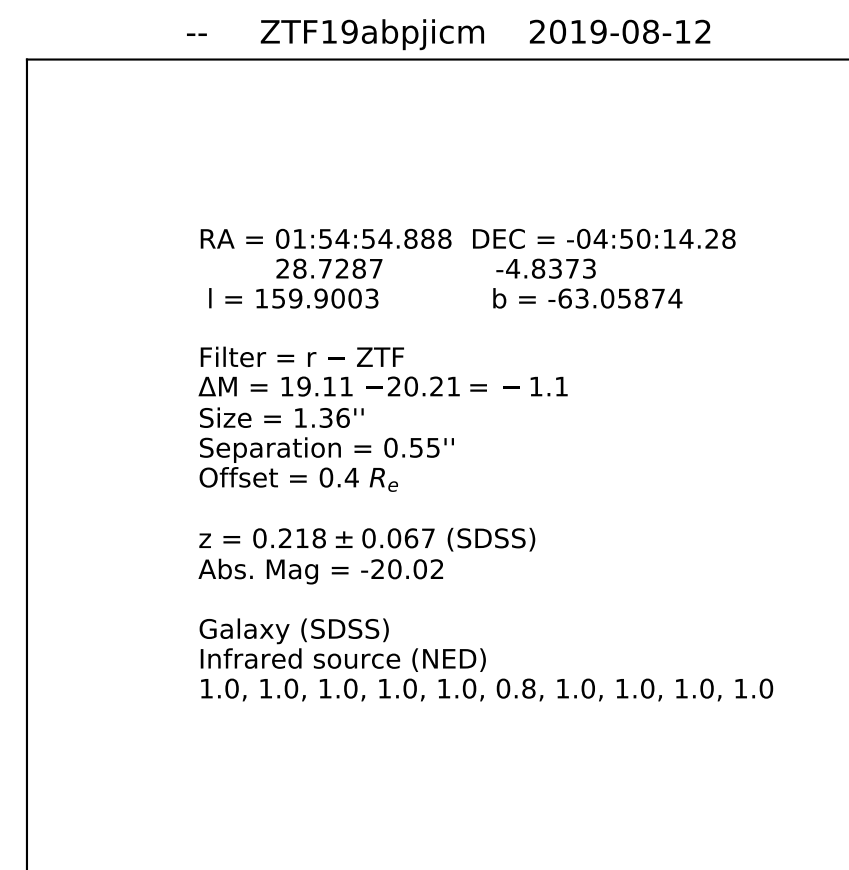 -- ZTF19abpjicm 2019-08-12
RA = 01:54:54.888 DEC = -04:50:14.28
28.7287 -4.8373
l = 159.9003 b = -63.05874
Filter = r − ZTF
ΔM = 19.11 −20.21 = − 1.1
Size = 1.36''
Separation = 0.55''
Offset = 0.4 Re
z = 0.218 ± 0.067 (SDSS)
Abs. Mag = -20.02
Galaxy (SDSS)
Infrared source (NED)
1.0, 1.0, 1.0, 1.0, 1.0, 0.8, 1.0, 1.0, 1.0, 1.0